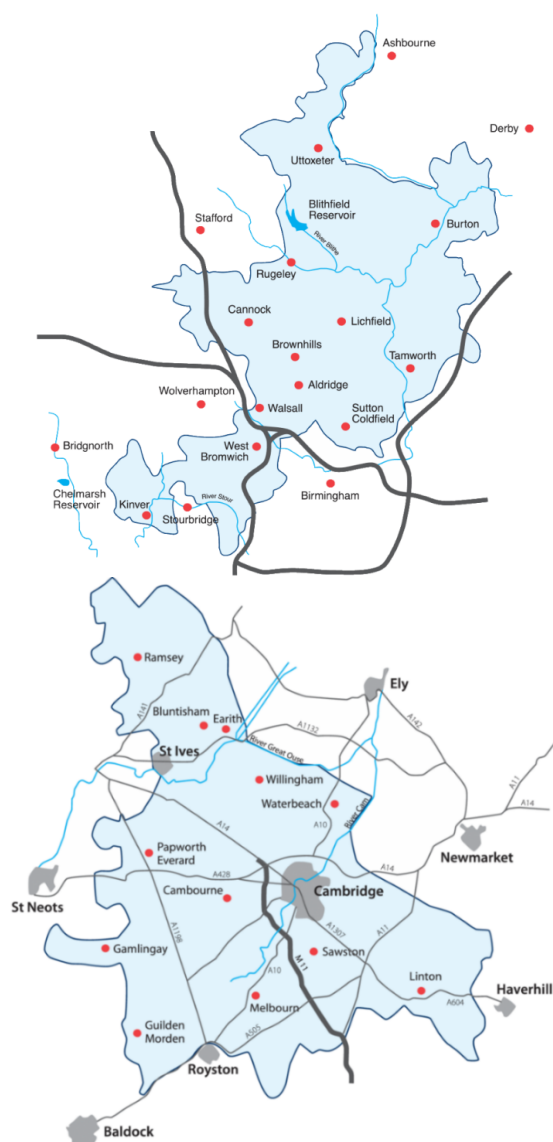 Ashbourne
Derby
Uttoxeter
Blithfield
Reservoir
Stafford
Burton
River Blithe
Rugeley
Cannock
Lichfield
Brownhills
Tamworth
Aldridge
Wolverhampton
Walsall
Sutton
Coldfield
Bridgnorth
West
Bromwich
Chelmarsh
Reservoir
Birmingham
Kinver
River Stour
Stourbridge
Ramsey
Ely
A141
Bluntisham
Earith
A1132
A142
River Great Ouse
St Ives
A11
Willingham
A14
Waterbeach
River Cam
A10
A14
Newmarket
Papworth
Everard
A14
A428
St Neots
Cambourne
Cambridge
A1198
A1307
A11
Gamlingay
A10
M11
Sawston
Linton
Haverhill
A604
Melbourn
Guilden
Morden
A505
Royston
Baldock